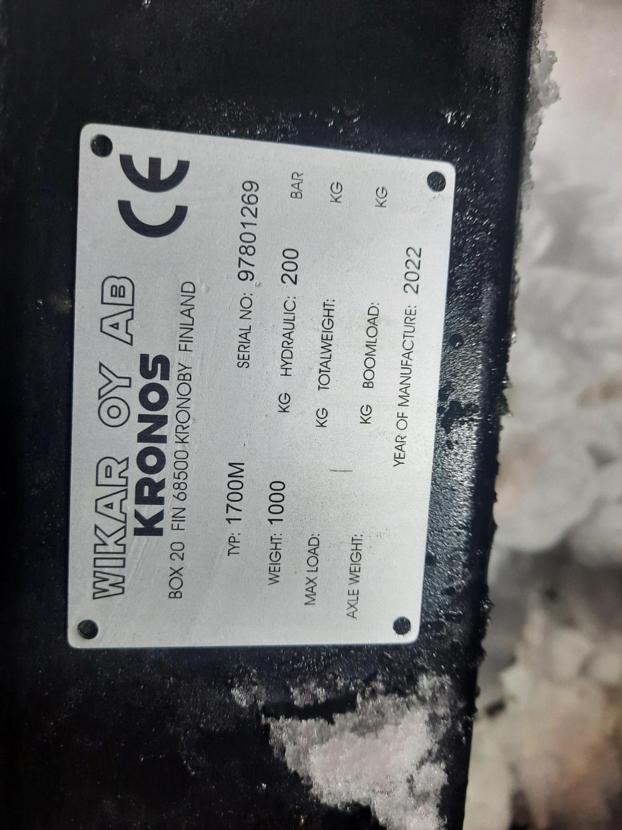 WIKAR OY AB
KRONOS CE
BOX 20 FIN 68500 KRONOBY FINLAND
TYP: 1700M SERIAL NO: 97801269
WEIGHT: 1000 KG HYDRAULIC: 200 BAR
MAX LOAD: KG TOTALWEIGHT: KG
AXLE WEIGHT: KG BOOMLOAD: KG
YEAR OF MANUFACTURE: 2022